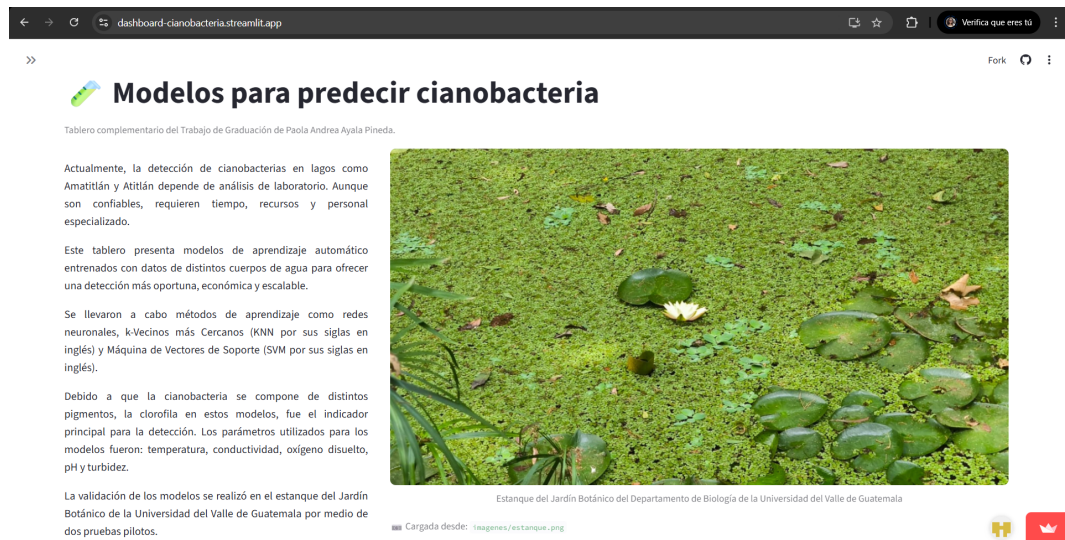 dashboard-cianobacteria.streamlit.app
Verifica que eres tú
Fork
Modelos para predecir cianobacteria
Tablero complementario del Trabajo de Graduación de Paola Andrea Ayala Pineda.
Actualmente, la detección de cianobacterias en lagos como
Amatitlán y Atitlán depende de análisis de laboratorio. Aunque
son confiables, requieren tiempo, recursos y personal
especializado.
Este tablero presenta modelos de aprendizaje automático
entrenados con datos de distintos cuerpos de agua para ofrecer
una detección más oportuna, económica y escalable.
Se llevaron a cabo métodos de aprendizaje como redes
neuronales, k-Vecinos más Cercanos (KNN por sus siglas en
inglés) y Máquina de Vectores de Soporte (SVM por sus siglas en
inglés).
Debido a que la cianobacteria se compone de distintos
pigmentos, la clorofila en estos modelos, fue el indicador
principal para la detección. Los parámetros utilizados para los
modelos fueron: temperatura, conductividad, oxígeno disuelto,
pH y turbidez.
La validación de los modelos se realizó en el estanque del Jardín
Botánico de la Universidad del Valle de Guatemala por medio de
dos pruebas pilotos.
Estanque del Jardín Botánico del Departamento de Biología de la Universidad del Valle de Guatemala
Cargada desde: imagenes/estanque.png